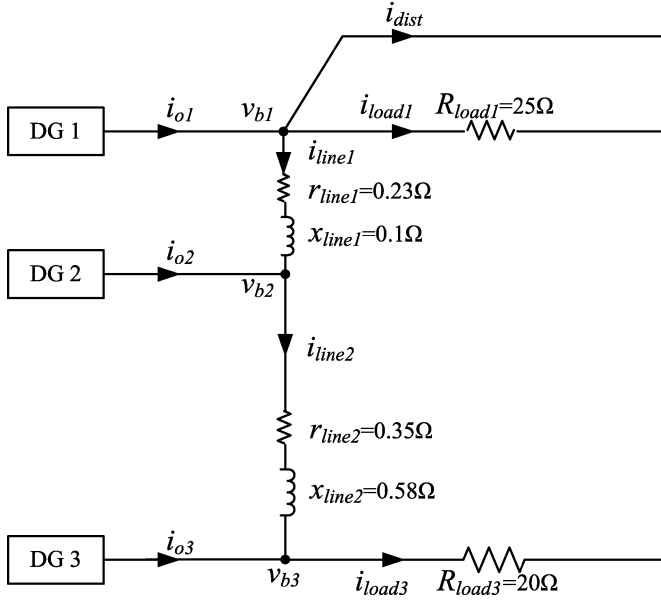 i_dist
DG 1
i_o1
v_b1
i_load1
R_load1=25Ω
i_line1
r_line1=0.23Ω
x_line1=0.1Ω
DG 2
i_o2
v_b2
i_line2
r_line2=0.35Ω
x_line2=0.58Ω
DG 3
i_o3
v_b3
i_load3
R_load3=20Ω